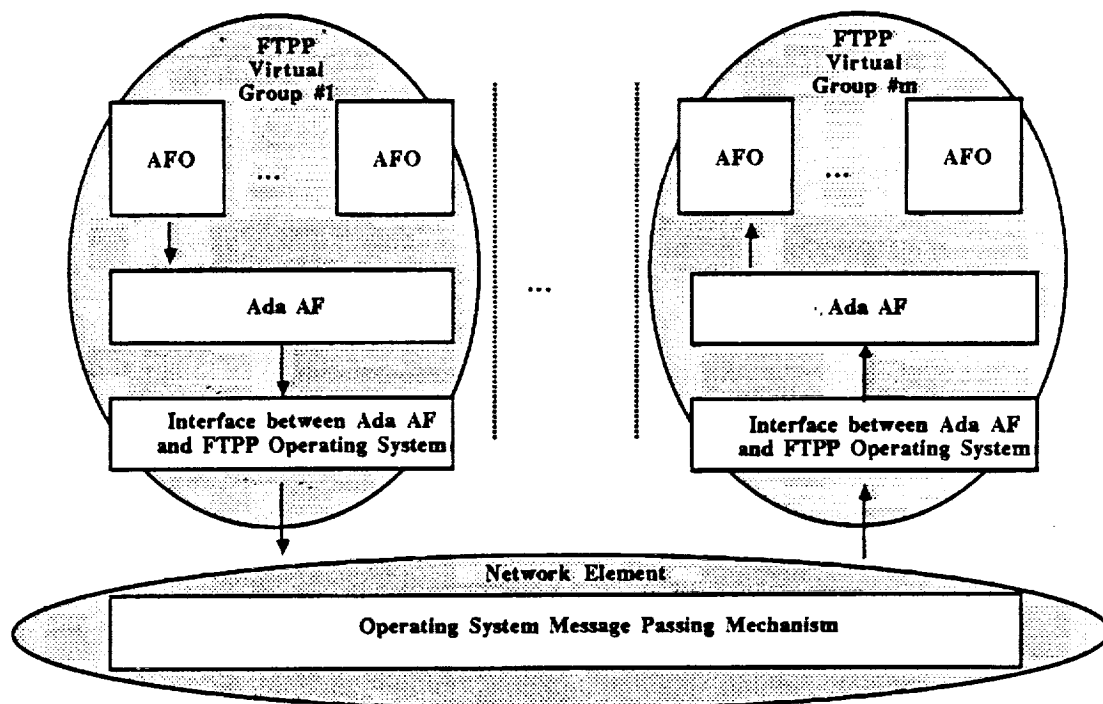 FTPP
Virtual
Group #1
AFO
...
AFO
Ada AF
Interface between Ada AF
and FTPP Operating System
...
FTPP
Virtual
Group #m
AFO
...
AFO
Ada AF
Interface between Ada AF
and FTPP Operating System
Network Element
Operating System Message Passing Mechanism